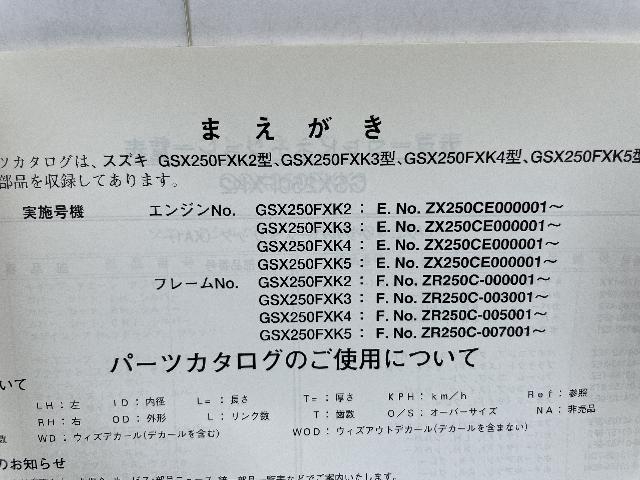 まえがき
ツカタログは、スズキ GSX250FXK2型、GSX250FXK3型、GSX250FXK4型、GSX250FXK5型
部品を収録してあります。
実施号機 エンジンNo. GSX250FXK2 : E. No. ZX250CE000001～
GSX250FXK3 : E. No. ZX250CE000001～
GSX250FXK4 : E. No. ZX250CE000001～
GSX250FXK5 : E. No. ZX250CE000001～
フレームNo. GSX250FXK2 : F. No. ZR250C-000001～
GSX250FXK3 : F. No. ZR250C-003001～
GSX250FXK4 : F. No. ZR250C-005001～
GSX250FXK5 : F. No. ZR250C-007001～
パーツカタログのご使用について
いて
LH : 左 ID : 内径 L= : 長さ T= : 厚さ KPH : km/h Ref : 参照
RH : 右 OD : 外形 L : リンク数 T : 歯数 O/S : オーバーサイズ NA : 非売品
数 WD : ウィズデカール(デカールを含む) WOD : ウィズアウトデカール(デカールを含まない)
のお知らせ